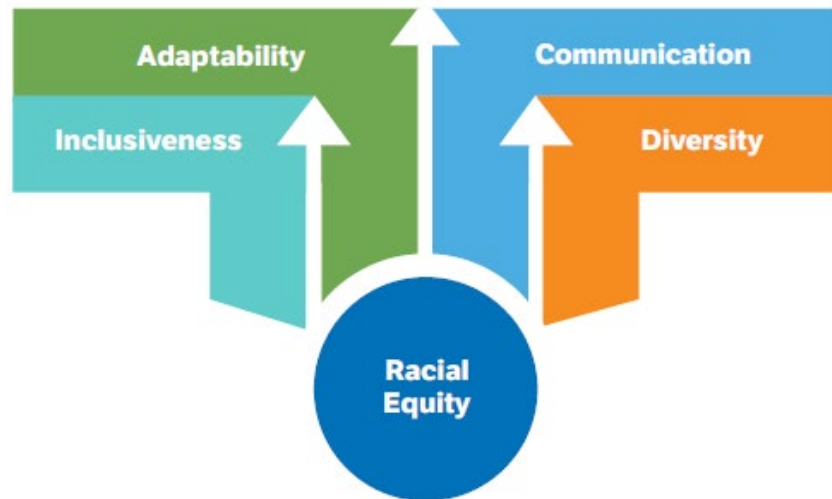 Adaptability
Communication
Inclusiveness
Diversity
Racial
Equity